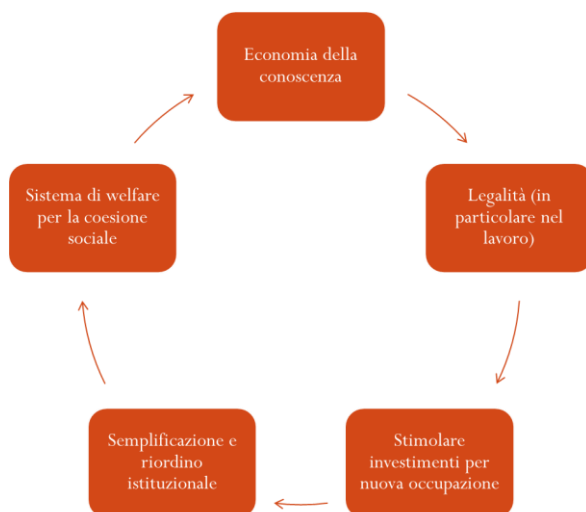 Economia della
conoscenza
Legalità (in
particolare nel
lavoro)
Stimolare
investimenti per
nuova occupazione
Semplificazione e
riordino
istituzionale
Sistema di welfare
per la coesione
sociale